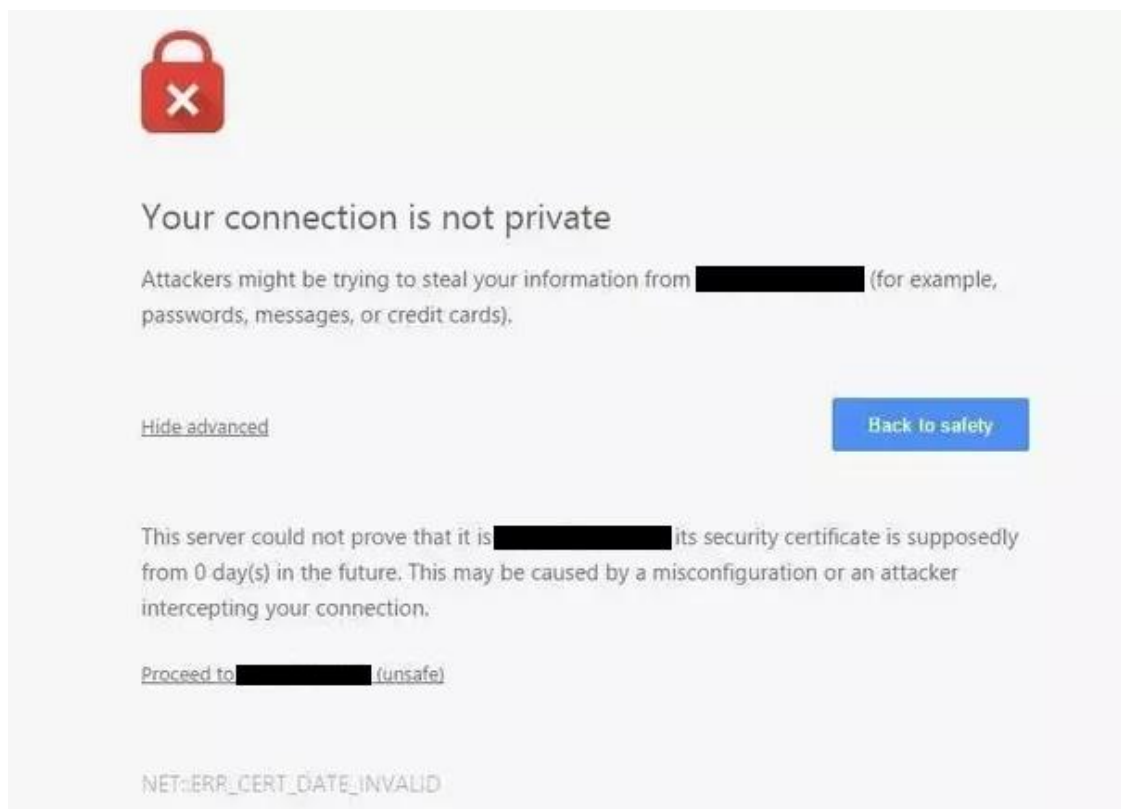 Your connection is not private
Attackers might be trying to steal your information from (for example,
passwords, messages, or credit cards).
Hide advanced
Back to safety
This server could not prove that it is its security certificate is supposedly
from 0 day(s) in the future. This may be caused by a misconfiguration or an attacker
intercepting your connection.
Proceed to (unsafe)
NET::ERR_CERT_DATE_INVALID